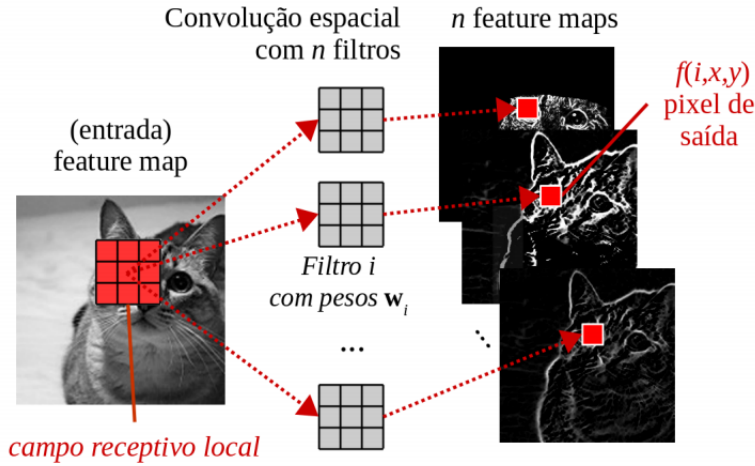 Convolução espacial
com n filtros
n feature maps
f(i,x,y)
pixel de
saída
(entrada)
feature map
Filtro i
com pesos wᵢ
...
...
campo receptivo local